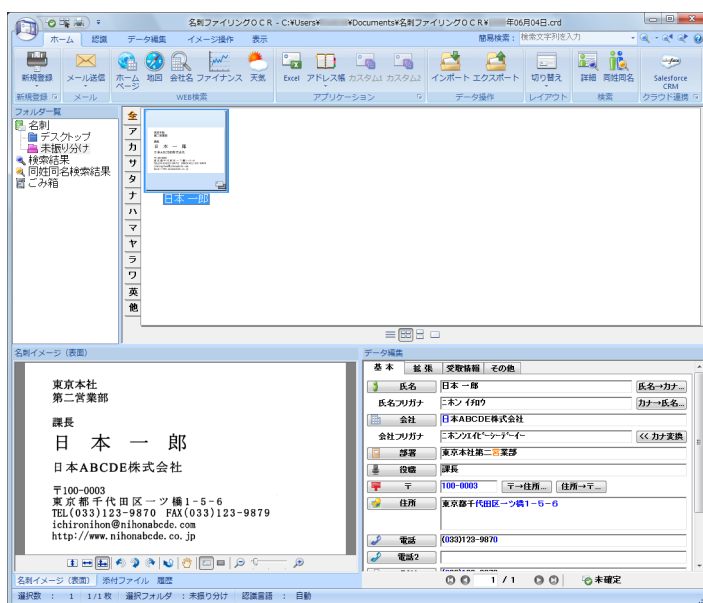 名刺ファイリングOCR - C:¥Users¥ ¥Documents¥名刺ファイリングOCR¥ 年06月04日.crd
ホーム 認識 データ編集 イメージ操作 表示 簡易検索： 検索文字列を入力
新規登録 メール送信 ホームページ 地図 会社名 ファイナンス 天気 Excel アドレス帳 カスタム1 カスタム2 インポート エクスポート 切り替え 詳細 同姓同名 Salesforce CRM
新規登録 メール WEB検索 アプリケーション データ操作 レイアウト 検索 クラウド連携
フォルダー覧
名刺
デスクトップ
未振り分け
検索結果
同姓同名検索結果
ごみ箱
全
ア
カ
サ
タ
ナ
ハ
マ
ヤ
ラ
ワ
英
他
日本 一郎
名刺イメージ（表面）
東京本社
第二営業部
課長
日 本 一 郎
日本ABCDE株式会社
〒100-0003
東京都千代田区一ツ橋1-5-6
TEL(033)123-9870 FAX(033)123-9879
ichironihon@nihonabcde.com
http://www.nihonabcde.co.jp
名刺イメージ（表面） 添付ファイル 履歴
データ編集
基本 拡張 受取情報 その他
氏名 日本 一郎 氏名→カナ...
氏名フリガナ ニホン イチロウ カナ→氏名...
会社 日本ABCDE株式会社
会社フリガナ ニホンエイビーシーデーイー << カナ変換
部署 東京本社第二営業部
役職 課長
〒 100-0003 〒→住所... 住所→〒...
住所 東京都千代田区一ツ橋1-5-6
電話 (033)123-9870
電話2
1 / 1 未確定
選択数 ： 1 1/1枚 選択フォルダ ：未振り分け 認識言語 ： 自動